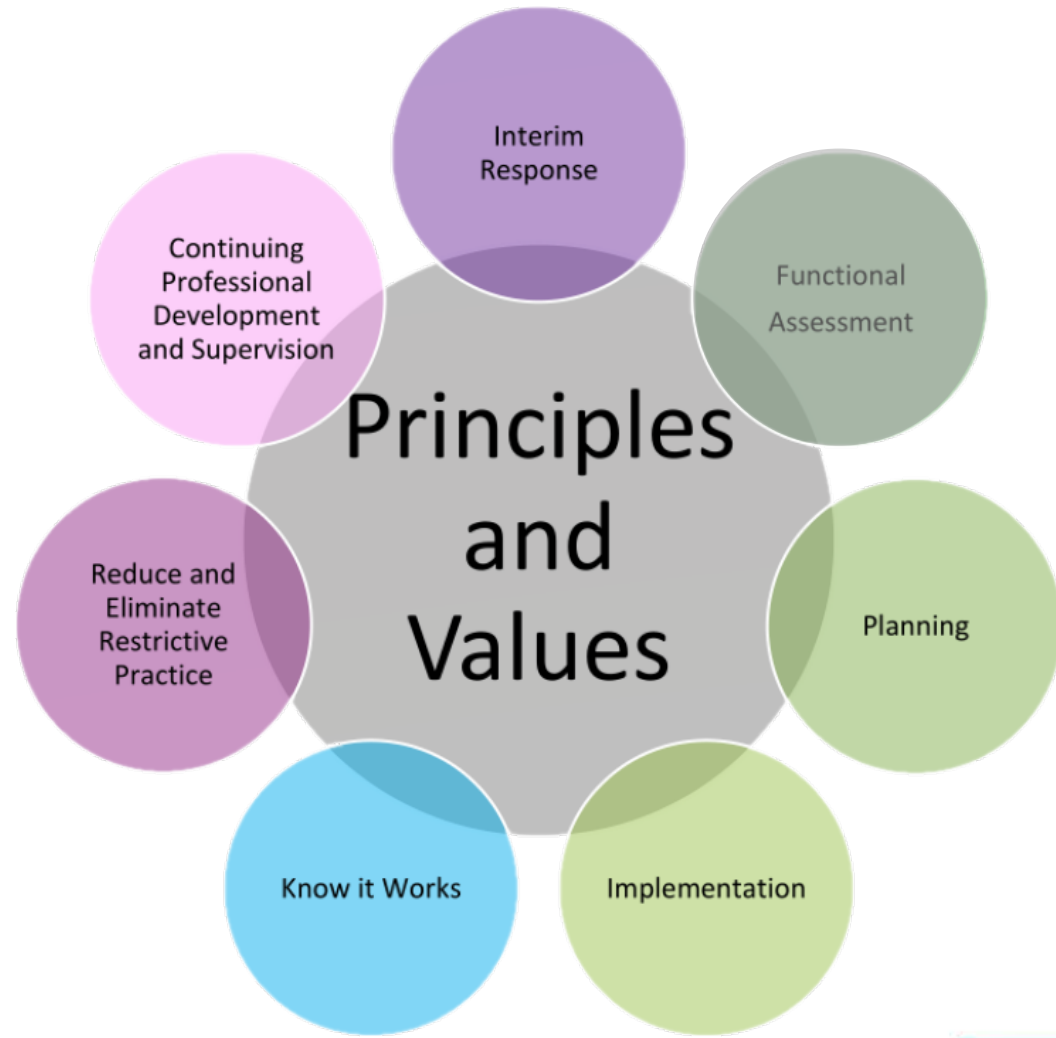 Interim
Response
Functional
Assessment
Planning
Implementation
Know it Works
Reduce and
Eliminate
Restrictive
Practice
Continuing
Professional
Development
and Supervision
Principles
and
Values